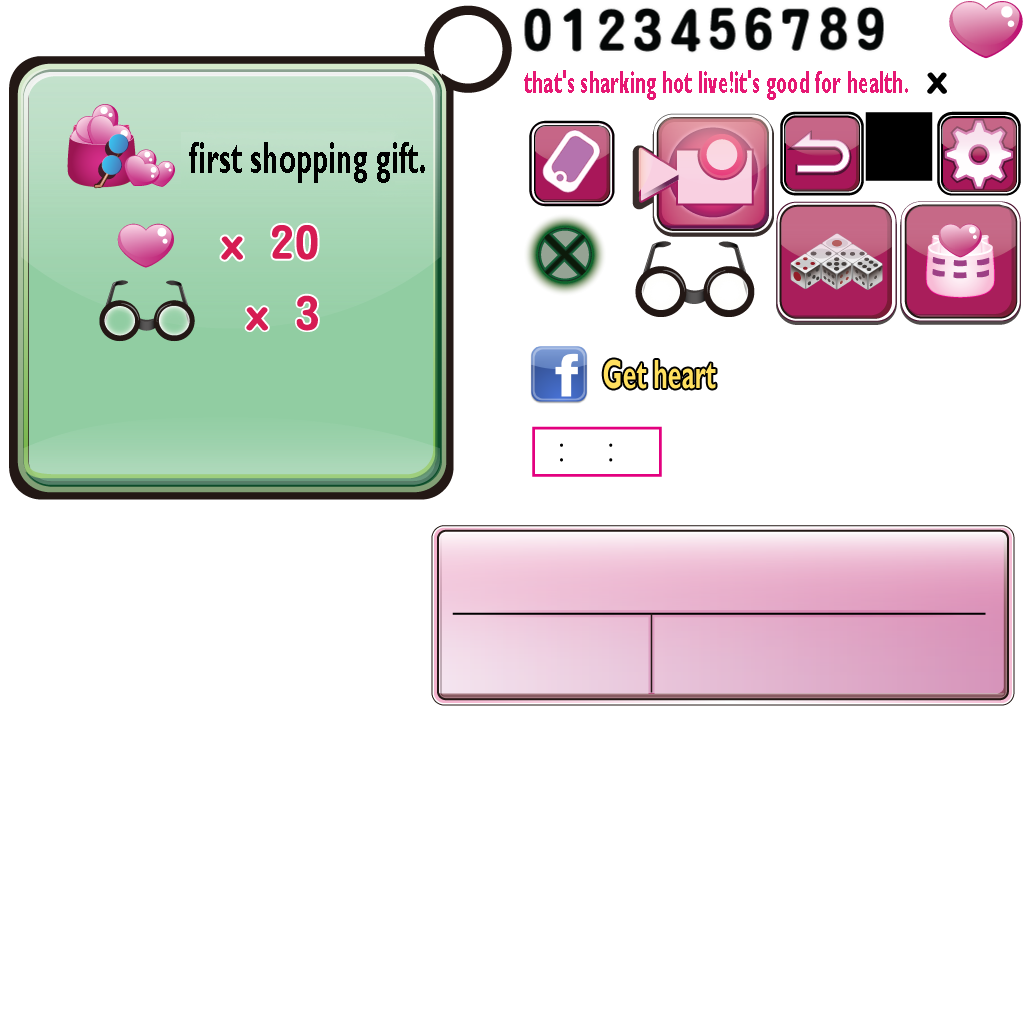 0123456789
that's sharking hot live!it's good for health. x
first shopping gift.
x 20
x 3
f Get heart
: :